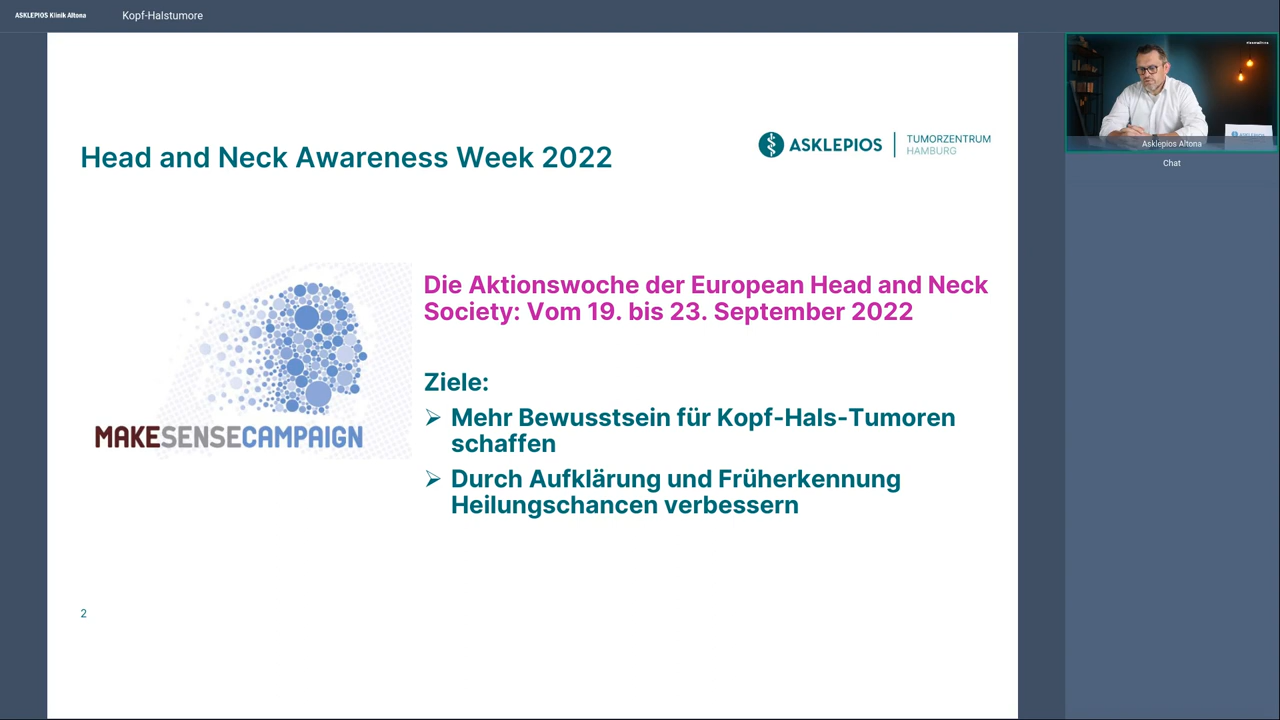 ASKLEPIOS Klinik Altona
Kopf-Halstumore
Head and Neck Awareness Week 2022
ASKLEPIOS
TUMORZENTRUM
HAMBURG
Die Aktionswoche der European Head and Neck
Society: Vom 19. bis 23. September 2022
MAKESENSECAMPAIGN
Ziele:
Mehr Bewusstsein für Kopf-Hals-Tumoren
schaffen
Durch Aufklärung und Früherkennung
Heilungschancen verbessern
2
Asklepios Altona
Chat